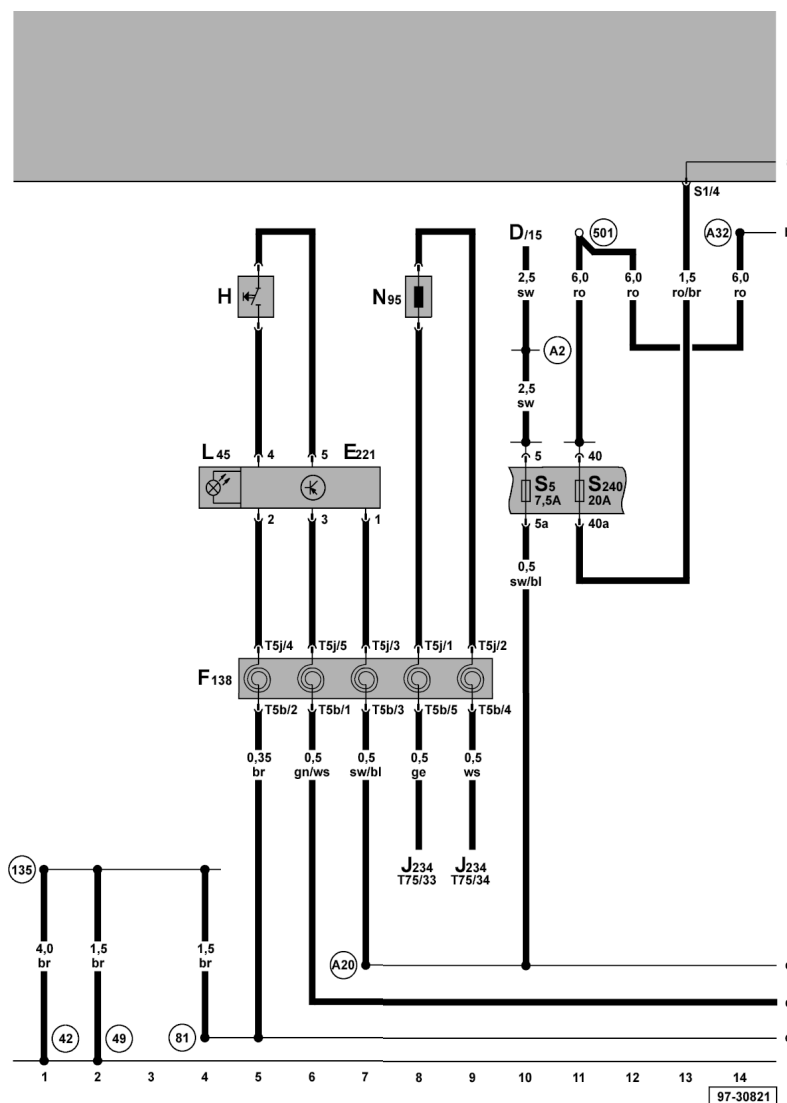 S1/4
D/15
501
A32
H
N95
2,5 sw
6,0 ro
6,0 ro
1,5 ro/br
6,0 ro
A2
2,5 sw
L45
4
5
E221
5
40
S5 7,5A
S240 20A
2
3
1
5a
40a
0,5 sw/bl
T5j/4
T5j/5
T5j/3
T5j/1
T5j/2
F138
T5b/2
T5b/1
T5b/3
T5b/5
T5b/4
0,35 br
0,5 gn/ws
0,5 sw/bl
0,5 ge
0,5 ws
J234 T75/33
J234 T75/34
135
4,0 br
1,5 br
1,5 br
A20
42
49
81
1 2 3 4 5 6 7 8 9 10 11 12 13 14
97-30821